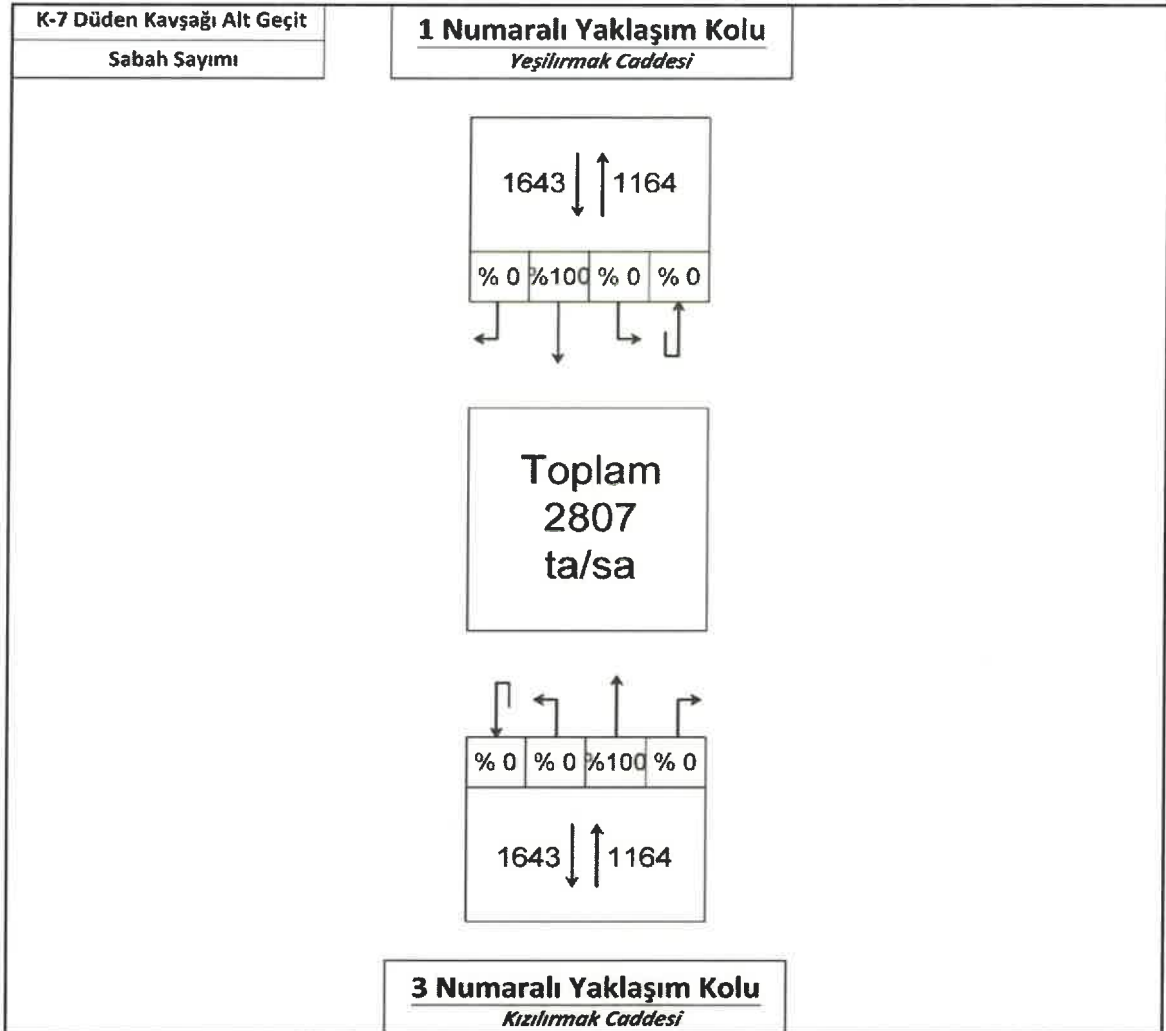 K-7 Düden Kavşağı Alt Geçit
Sabah Sayımı
1 Numaralı Yaklaşım Kolu
Yeşilırmak Caddesi
1643 1164
% 0 %100 % 0 % 0
Toplam
2807
ta/sa
% 0 % 0 %100 % 0
1643 1164
3 Numaralı Yaklaşım Kolu
Kızılırmak Caddesi